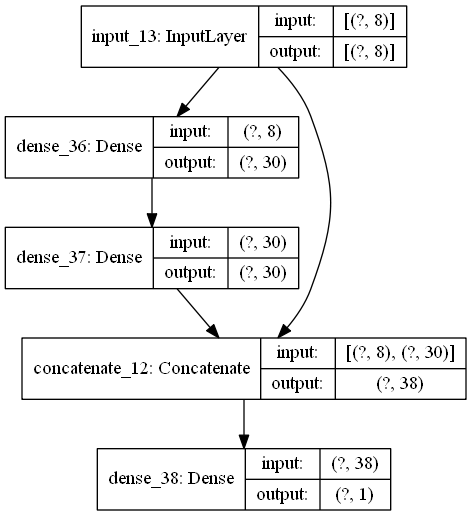 input_13: InputLayer
input: [(?, 8)]
output: [(?, 8)]
dense_36: Dense
input: (?, 8)
output: (?, 30)
dense_37: Dense
input: (?, 30)
output: (?, 30)
concatenate_12: Concatenate
input: [(?, 8), (?, 30)]
output: (?, 38)
dense_38: Dense
input: (?, 38)
output: (?, 1)